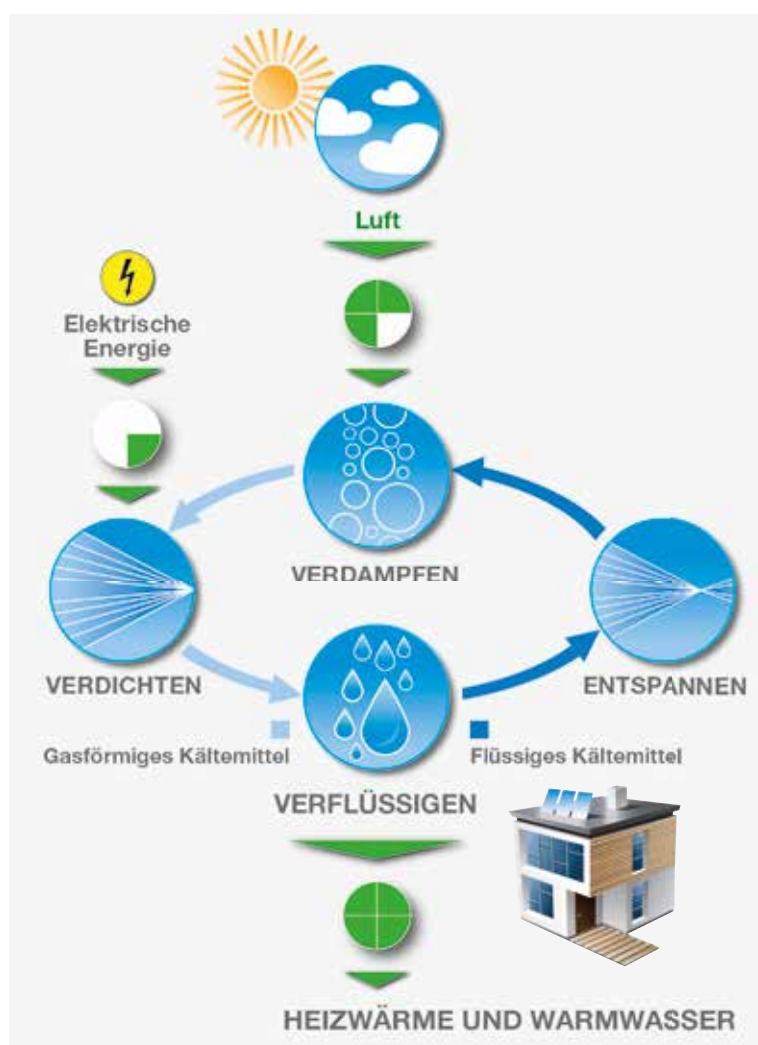 Luft
Elektrische
Energie
VERDAMPFEN
VERDICHTEN
ENTSPANNEN
Gasförmiges Kältemittel
Flüssiges Kältemittel
VERFLÜSSIGEN
HEIZWÄRME UND WARMWASSER